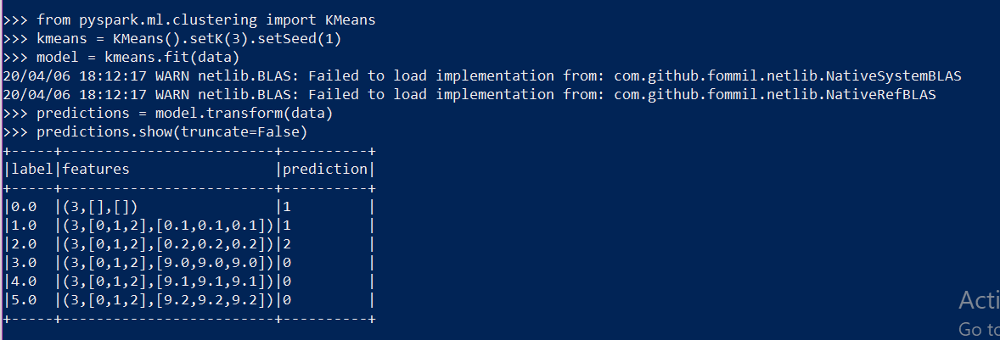 >>> from pyspark.ml.clustering import KMeans
>>> kmeans = KMeans().setK(3).setSeed(1)
>>> model = kmeans.fit(data)
20/04/06 18:12:17 WARN netlib.BLAS: Failed to load implementation from: com.github.fommil.netlib.NativeSystemBLAS
20/04/06 18:12:17 WARN netlib.BLAS: Failed to load implementation from: com.github.fommil.netlib.NativeRefBLAS
>>> predictions = model.transform(data)
>>> predictions.show(truncate=False)
+-----+-------------------------+----------+
|label|features                 |prediction|
+-----+-------------------------+----------+
|0.0  |(3,[],[])                |1         |
|1.0  |(3,[0,1,2],[0.1,0.1,0.1])|1         |
|2.0  |(3,[0,1,2],[0.2,0.2,0.2])|2         |
|3.0  |(3,[0,1,2],[9.0,9.0,9.0])|0         |
|4.0  |(3,[0,1,2],[9.1,9.1,9.1])|0         |
|5.0  |(3,[0,1,2],[9.2,9.2,9.2])|0         |
+-----+-------------------------+----------+
Acti
Go to